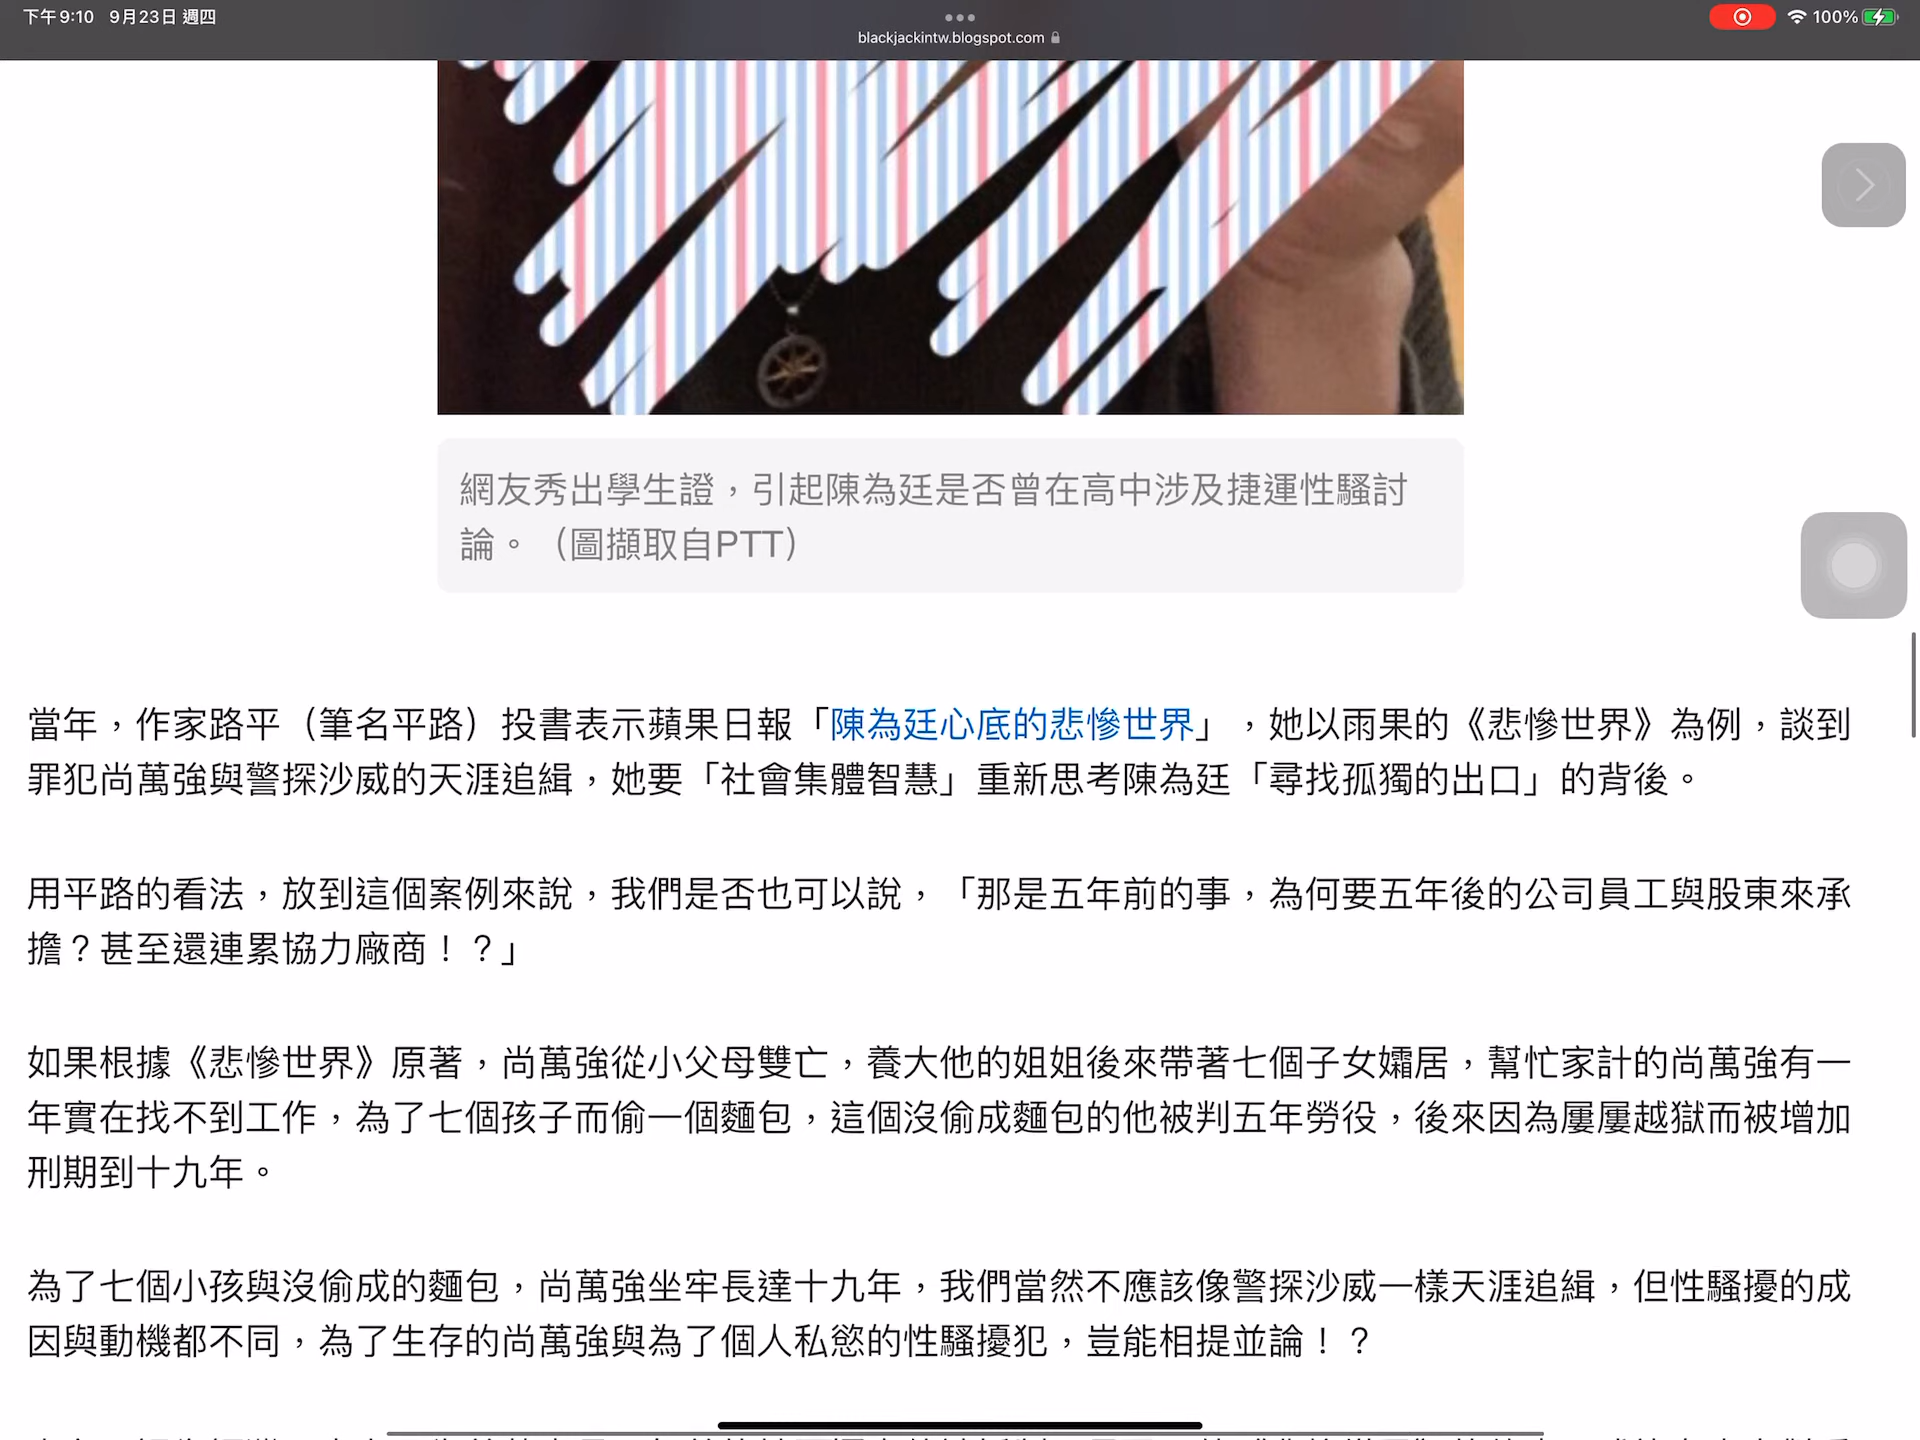 下午9:10 9月23日 週四
100%
blackjackintw.blogspot.com
網友秀出學生證，引起陳為廷是否曾在高中涉及捷運性騷討
論。（圖擷取自PTT）
當年，作家路平（筆名平路）投書表示蘋果日報「陳為廷心底的悲慘世界」，她以雨果的《悲慘世界》為例，談到
罪犯尚萬強與警探沙威的天涯追緝，她要「社會集體智慧」重新思考陳為廷「尋找孤獨的出口」的背後。
用平路的看法，放到這個案例來說，我們是否也可以說，「那是五年前的事，為何要五年後的公司員工與股東來承
擔？甚至還連累協力廠商！？」
如果根據《悲慘世界》原著，尚萬強從小父母雙亡，養大他的姐姐後來帶著七個子女孀居，幫忙家計的尚萬強有一
年實在找不到工作，為了七個孩子而偷一個麵包，這個沒偷成麵包的他被判五年勞役，後來因為屢屢越獄而被增加
刑期到十九年。
為了七個小孩與沒偷成的麵包，尚萬強坐牢長達十九年，我們當然不應該像警探沙威一樣天涯追緝，但性騷擾的成
因與動機都不同，為了生存的尚萬強與為了個人私慾的性騷擾犯，豈能相提並論！？